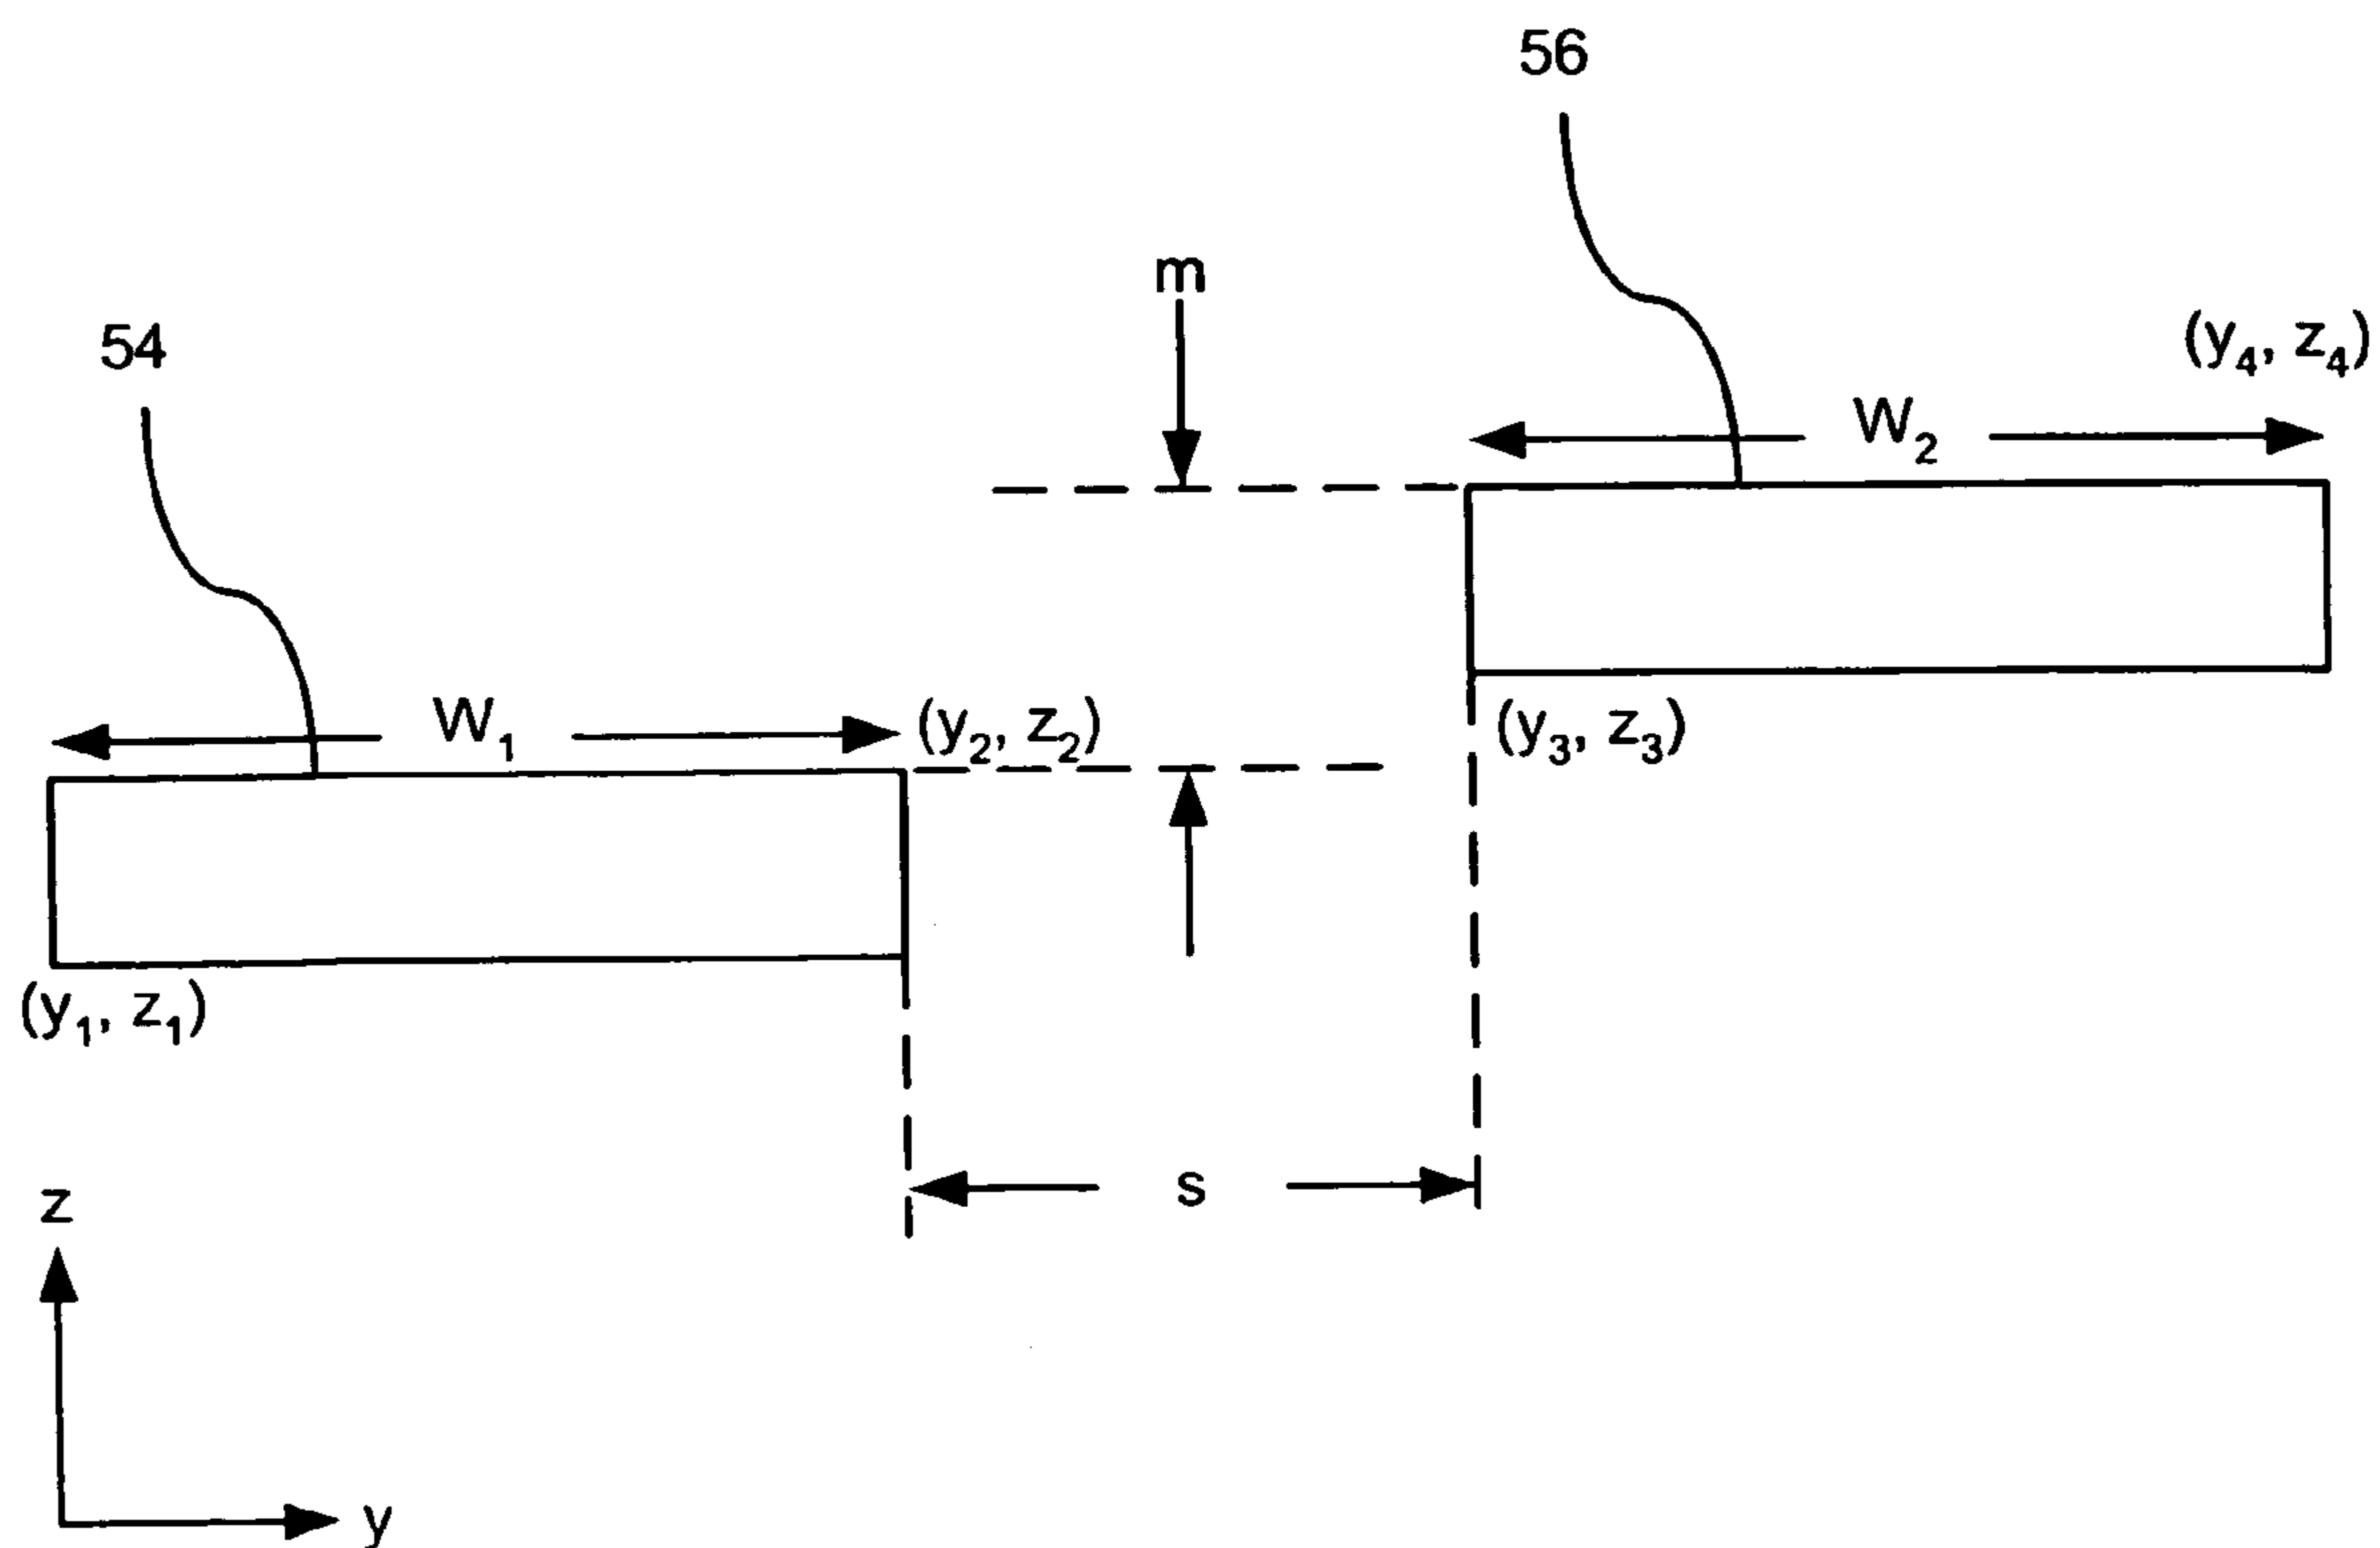 56
m
54
(y₄, z₄)
W₂
W₁
(y₂, z₂)
(y₃, z₃)
(y₁, z₁)
s
z
y